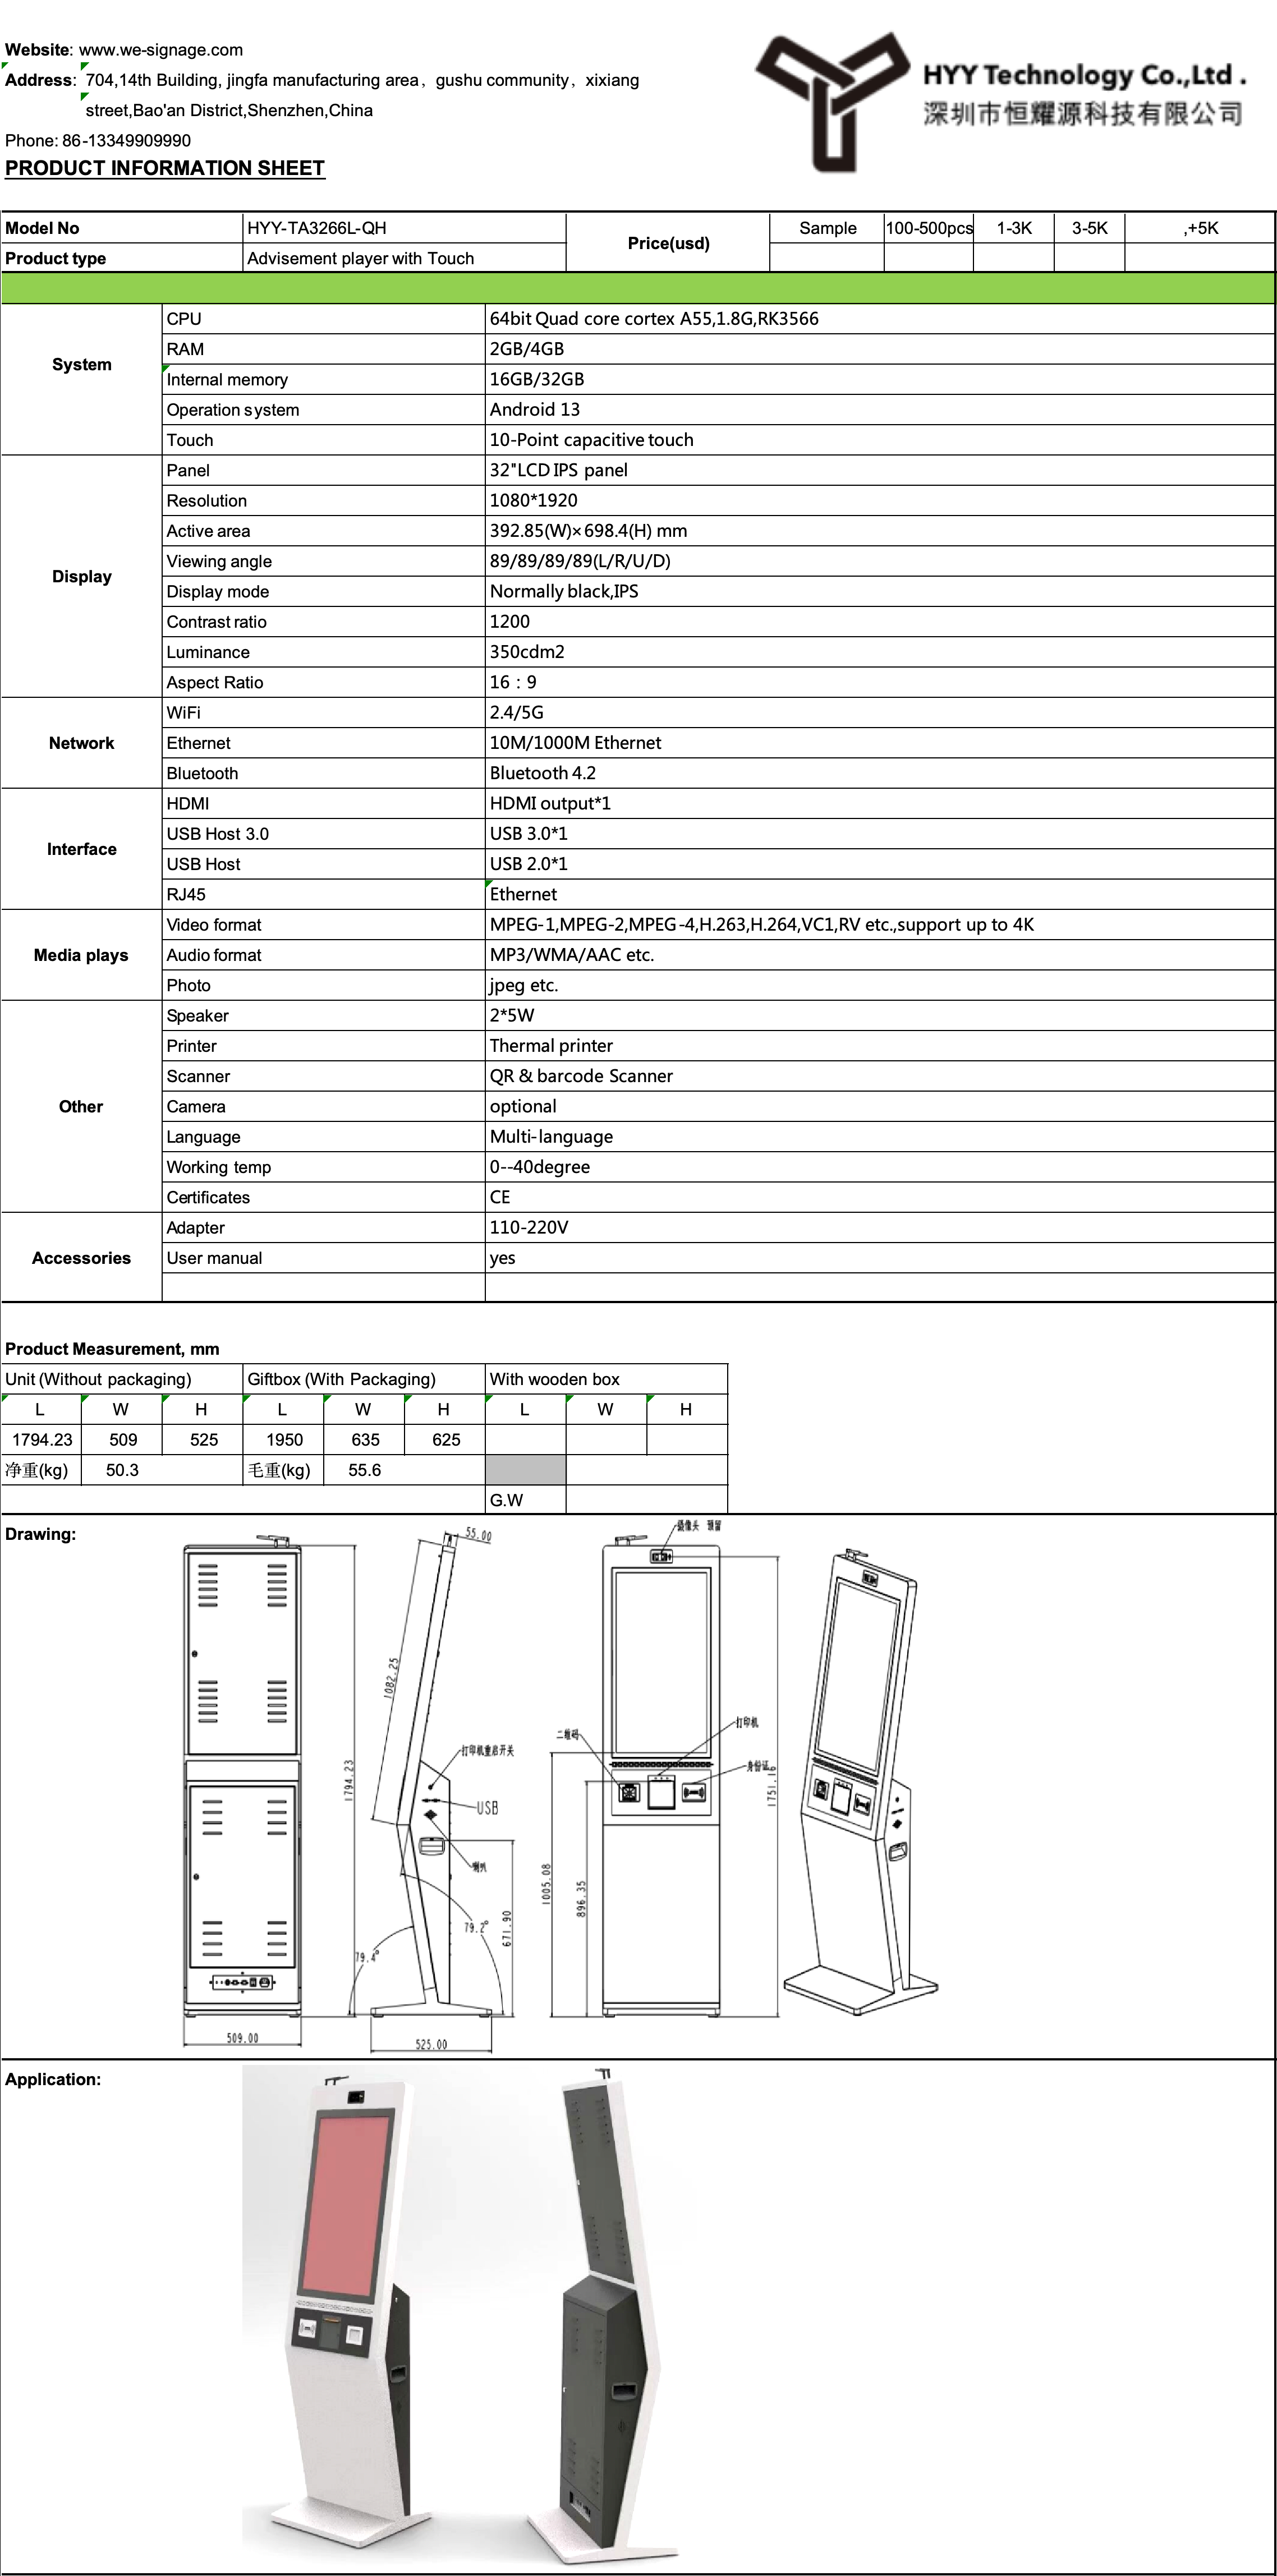 Website: www.we-signage.com
Address: 704,14th Building, jingfa manufacturing area，gushu community，xixiang
street,Bao'an District,Shenzhen,China
Phone: 86-13349909990
PRODUCT INFORMATION SHEET
HYY Technology Co.,Ltd .
深圳市恒耀源科技有限公司
Model No HYY-TA3266L-QH Price(usd) Sample 100-500pcs 1-3K 3-5K ,+5K
Product type Advisement player with Touch
System
CPU 64bit Quad core cortex A55,1.8G,RK3566
RAM 2GB/4GB
Internal memory 16GB/32GB
Operation system Android 13
Touch 10-Point capacitive touch
Display
Panel 32"LCD IPS panel
Resolution 1080*1920
Active area 392.85(W)×698.4(H) mm
Viewing angle 89/89/89/89(L/R/U/D)
Display mode Normally black,IPS
Contrast ratio 1200
Luminance 350cdm2
Aspect Ratio 16：9
Network
WiFi 2.4/5G
Ethernet 10M/1000M Ethernet
Bluetooth Bluetooth 4.2
Interface
HDMI HDMI output*1
USB Host 3.0 USB 3.0*1
USB Host USB 2.0*1
RJ45 Ethernet
Media plays
Video format MPEG-1,MPEG-2,MPEG-4,H.263,H.264,VC1,RV etc.,support up to 4K
Audio format MP3/WMA/AAC etc.
Photo jpeg etc.
Other
Speaker 2*5W
Printer Thermal printer
Scanner QR & barcode Scanner
Camera optional
Language Multi-language
Working temp 0--40degree
Certificates CE
Accessories
Adapter 110-220V
User manual yes
Product Measurement, mm
Unit (Without packaging) Giftbox (With Packaging) With wooden box
L W H L W H L W H
1794.23 509 525 1950 635 625
净重(kg) 50.3 毛重(kg) 55.6
G.W
Drawing:
55.00
摄像头 预留
1082.25
1794.23
打印机重启开关
USB
喇叭
79.2°
79.4°
671.90
509.00
525.00
二维码
打印机
身份证
1751.16
1005.08
896.35
Application: